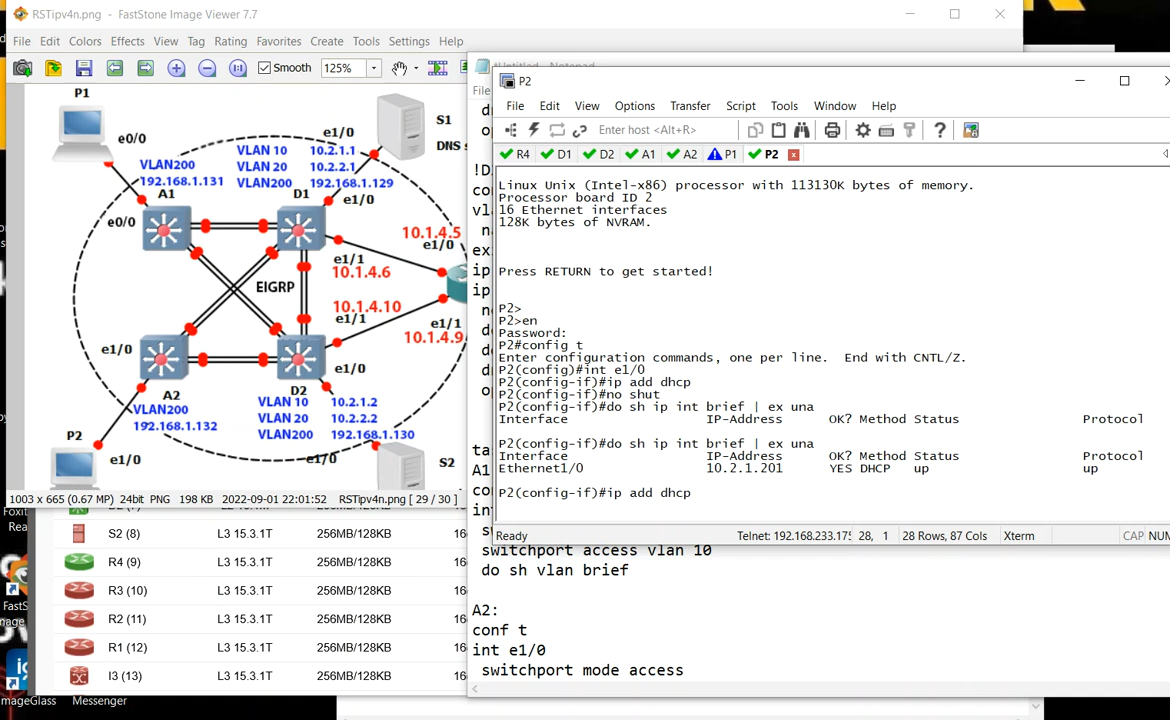 RSTipv4n.png - FastStone Image Viewer 7.7
File Edit Colors Effects View Tag Rating Favorites Create Tools Settings Help
Smooth 125%
P1
e0/0
VLAN200
192.168.1.131
A1
e0/0
VLAN 10 10.2.1.1
VLAN 20 10.2.2.1
VLAN200 192.168.1.129
e1/0
S1
DNS s
D1
e1/0
10.1.4.5
e1/0
e1/1
10.1.4.6
EIGRP
10.1.4.10
e1/1
e1/1
10.1.4.9
e1/0
A2
VLAN200
192.168.1.132
D2
e1/0
VLAN 10 10.2.1.2
VLAN 20 10.2.2.2
VLAN200 192.168.1.130
P2
e1/0
e1/0
S2
1003 x 665 (0.67 MP) 24bit PNG 198 KB 2022-09-01 22:01:52 RSTipv4n.png [ 29 / 30 ]
S2 (8) L3 15.3.1T 256MB/128KB 16
R4 (9) L3 15.3.1T 256MB/128KB 16
R3 (10) L3 15.3.1T 256MB/128KB 16
R2 (11) L3 15.3.1T 256MB/128KB 16
R1 (12) L3 15.3.1T 256MB/128KB 16
I3 (13) L3 15.3.1T 256MB/128KB 16
P2
File Edit View Options Transfer Script Tools Window Help
Enter host <Alt+R>
R4 D1 D2 A1 A2 P1 P2
Linux Unix (Intel-x86) processor with 113130K bytes of memory.
Processor board ID 2
16 Ethernet interfaces
128K bytes of NVRAM.
Press RETURN to get started!
P2>
P2>en
Password:
P2#config t
Enter configuration commands, one per line. End with CNTL/Z.
P2(config)#int e1/0
P2(config-if)#ip add dhcp
P2(config-if)#no shut
P2(config-if)#do sh ip int brief | ex una
Interface IP-Address OK? Method Status Protocol
P2(config-if)#do sh ip int brief | ex una
Interface IP-Address OK? Method Status Protocol
Ethernet1/0 10.2.1.201 YES DHCP up up
P2(config-if)#ip add dhcp
Ready Telnet: 192.168.233.175 28, 1 28 Rows, 87 Cols Xterm CAP NUM
switchport access vlan 10
do sh vlan brief
A2:
conf t
int e1/0
switchport mode access
Messenger